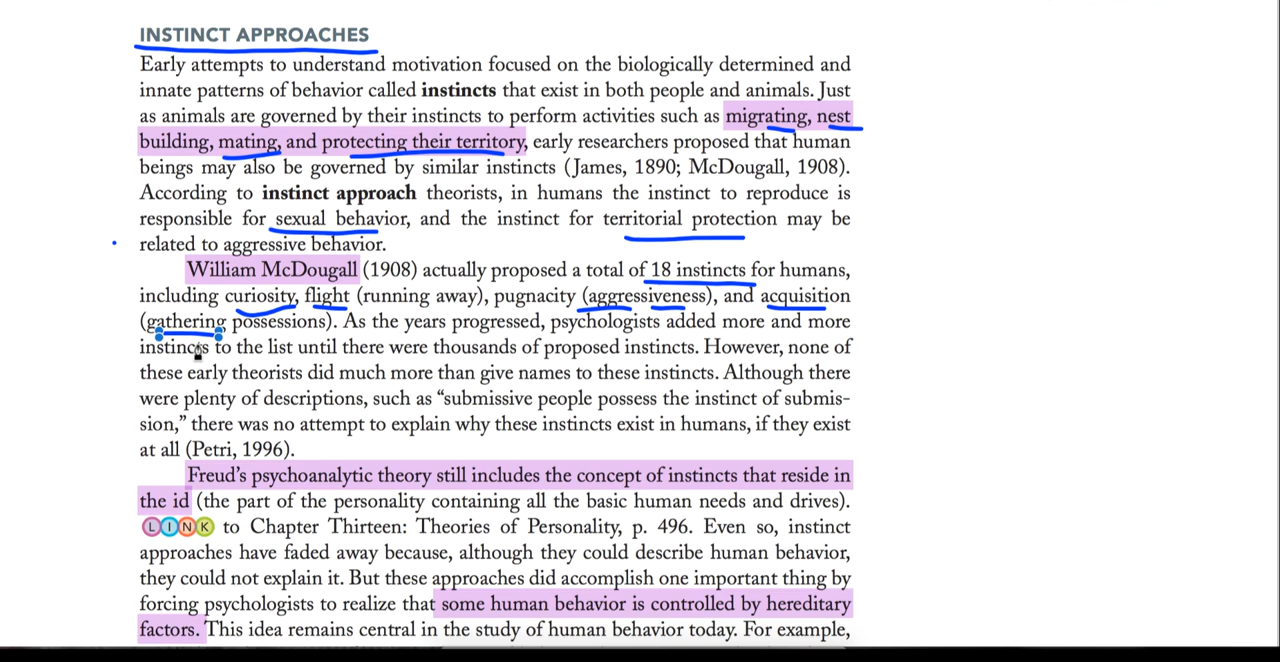 INSTINCT APPROACHES
Early attempts to understand motivation focused on the biologically determined and
innate patterns of behavior called instincts that exist in both people and animals. Just
as animals are governed by their instincts to perform activities such as migrating, nest
building, mating, and protecting their territory, early researchers proposed that human
beings may also be governed by similar instincts (James, 1890; McDougall, 1908).
According to instinct approach theorists, in humans the instinct to reproduce is
responsible for sexual behavior, and the instinct for territorial protection may be
related to aggressive behavior.
William McDougall (1908) actually proposed a total of 18 instincts for humans,
including curiosity, flight (running away), pugnacity (aggressiveness), and acquisition
(gathering possessions). As the years progressed, psychologists added more and more
instincts to the list until there were thousands of proposed instincts. However, none of
these early theorists did much more than give names to these instincts. Although there
were plenty of descriptions, such as “submissive people possess the instinct of submis-
sion,” there was no attempt to explain why these instincts exist in humans, if they exist
at all (Petri, 1996).
Freud’s psychoanalytic theory still includes the concept of instincts that reside in
the id (the part of the personality containing all the basic human needs and drives).
LINK to Chapter Thirteen: Theories of Personality, p. 496. Even so, instinct
approaches have faded away because, although they could describe human behavior,
they could not explain it. But these approaches did accomplish one important thing by
forcing psychologists to realize that some human behavior is controlled by hereditary
factors. This idea remains central in the study of human behavior today. For example,